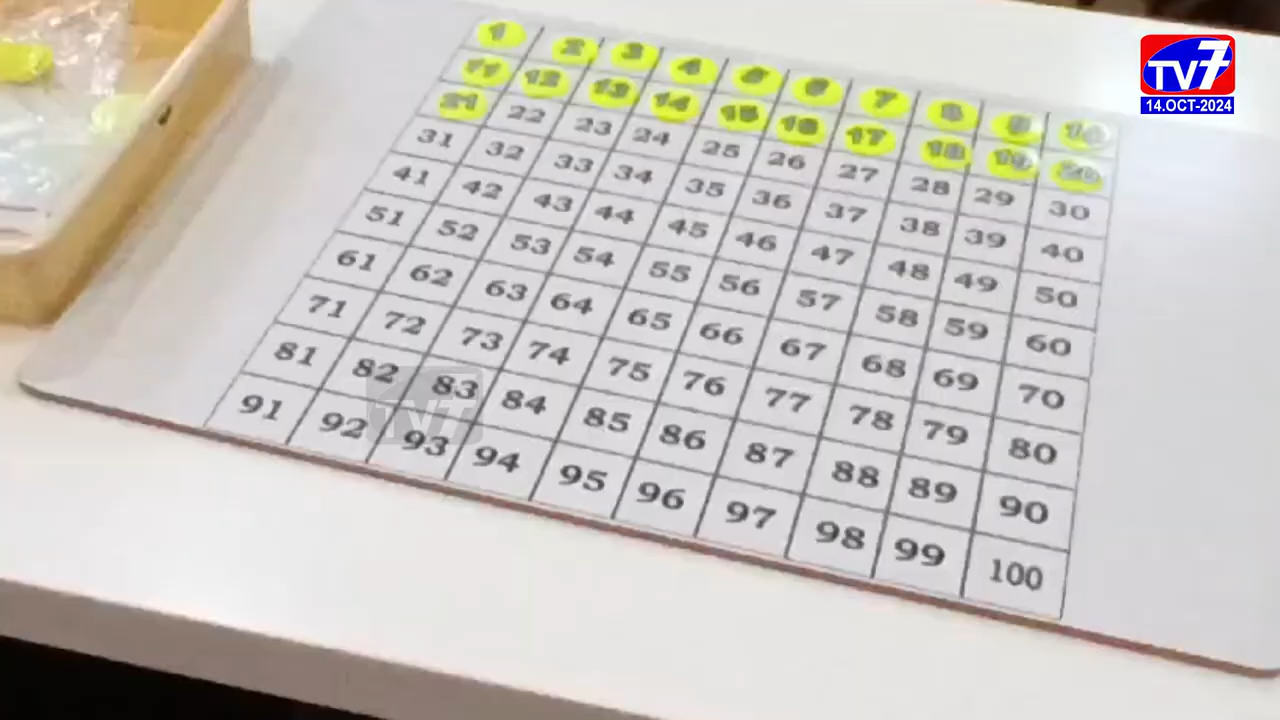 TV7
14.OCT-2024
1 2 3 4 5 6 7 8 9 10
11 12 13 14 15 16 17 18 19 20
21 22 23 24 25 26 27 28 29 30
31 32 33 34 35 36 37 38 39 40
41 42 43 44 45 46 47 48 49 50
51 52 53 54 55 56 57 58 59 60
61 62 63 64 65 66 67 68 69 70
71 72 73 74 75 76 77 78 79 80
81 82 83 84 85 86 87 88 89 90
91 92 93 94 95 96 97 98 99 100
TV7